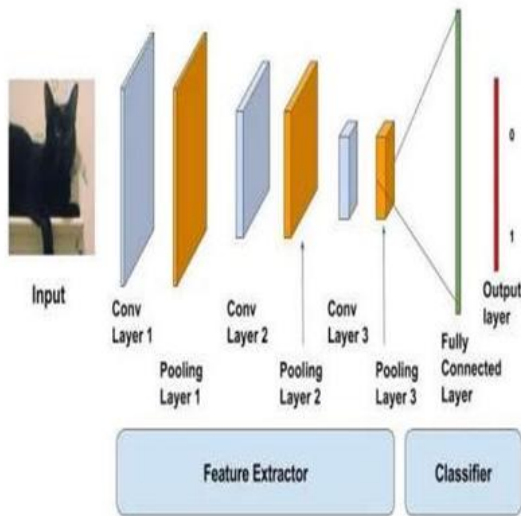 Input
Conv
Layer 1
Pooling
Layer 1
Conv
Layer 2
Pooling
Layer 2
Conv
Layer 3
Pooling
Layer 3
Fully
Connected
Layer
0
1
Output
layer
Feature Extractor
Classifier